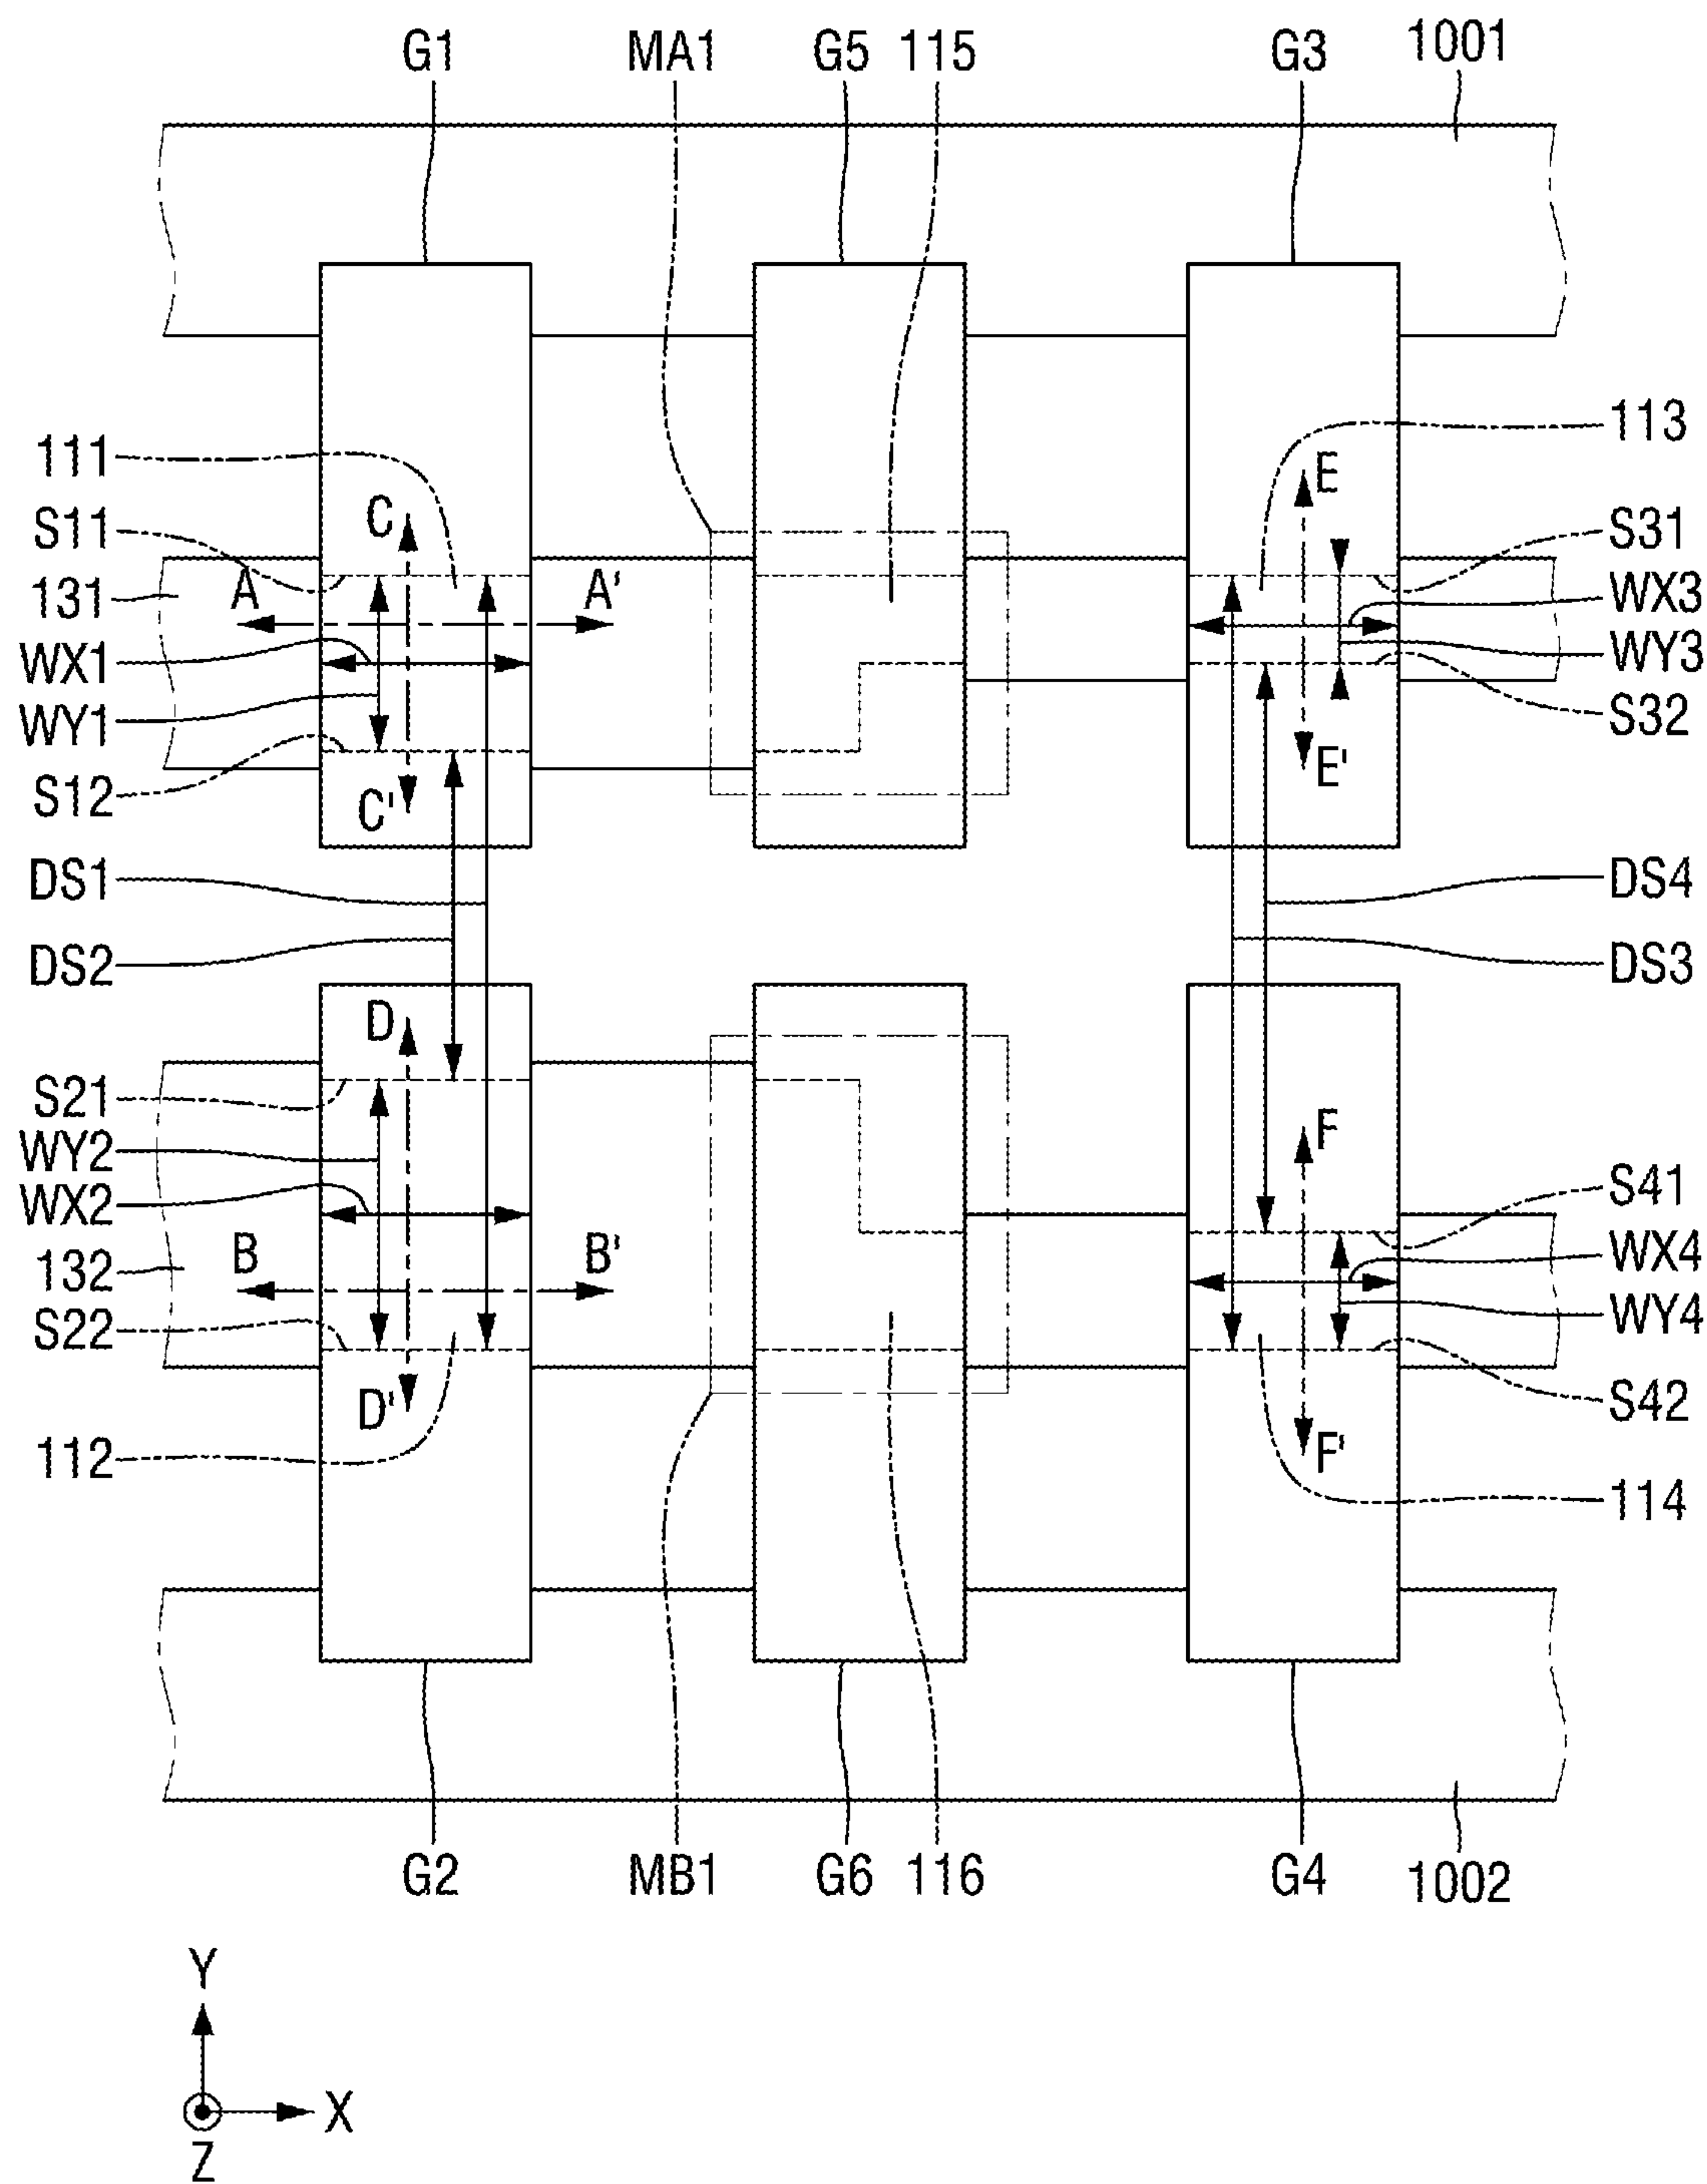 G1 MA1 G5 115 G3 1001
111 113
C E
S11 S31
131 A A' WX3
WX1 WY3
WY1 S32
S12 C' E'
DS1 DS4
DS2 DS3
D
S21 F
WY2 S41
WX2 WX4
132 B B' WY4
S22 S42
D' F'
112 114
G2 MB1 G6 116 G4 1002
Y
X
Z